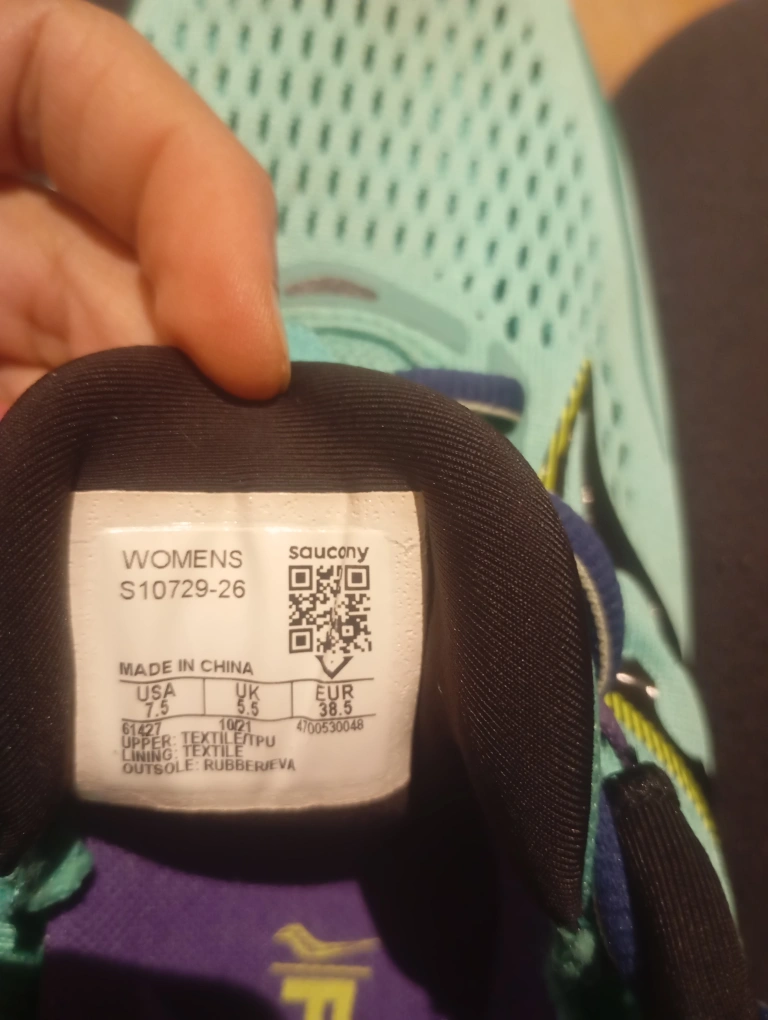 WOMENS
S10729-26
saucony
MADE IN CHINA
USA UK EUR
7.5 5.5 38.5
61427 10/21 4700530048
UPPER: TEXTILE/TPU
LINING: TEXTILE
OUTSOLE: RUBBER/EVA
F